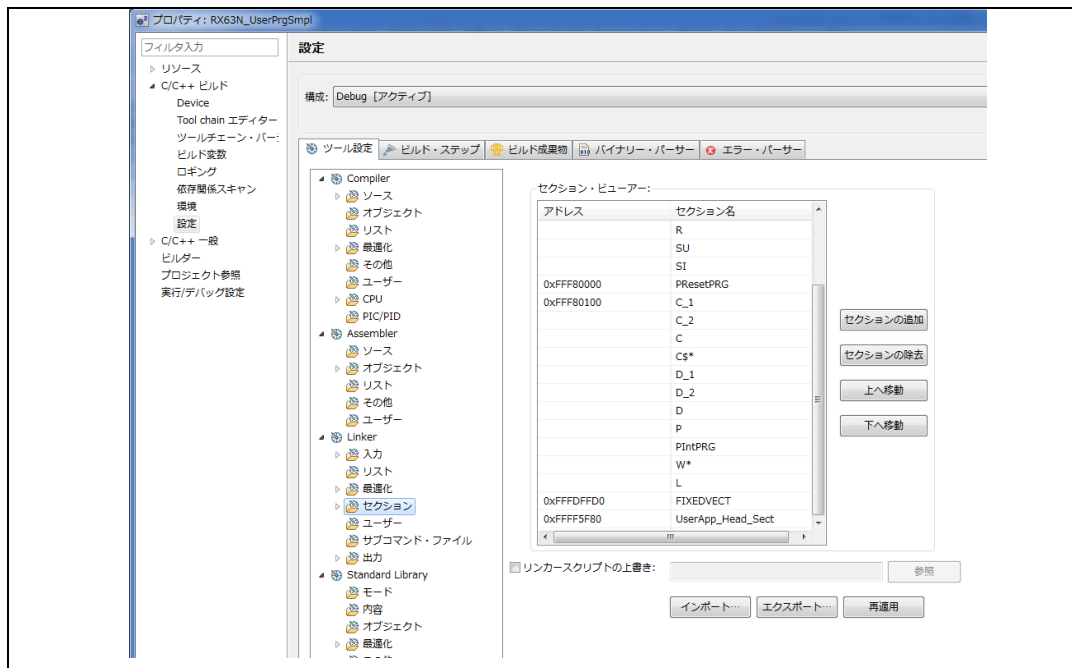 プロパティ: RX63N_UserPrgSmpl
フィルタ入力
リソース
C/C++ ビルド
Device
Tool chain エディター
ツールチェーン・バー
ビルド変数
ロギング
依存関係スキャン
環境
設定
C/C++ 一般
ビルダー
プロジェクト参照
実行/デバッグ設定
設定
構成: Debug [アクティブ]
ツール設定 ビルド・ステップ ビルド成果物 バイナリー・パーサー エラー・パーサー
Compiler
ソース
オブジェクト
リスト
最適化
その他
ユーザー
CPU
PIC/PID
Assembler
ソース
オブジェクト
リスト
その他
ユーザー
Linker
入力
リスト
最適化
セクション
ユーザー
サブコマンド・ファイル
出力
Standard Library
モード
内容
オブジェクト
最適化
セクション・ビューアー:
アドレス セクション名
R
SU
SI
0xFFF80000 PResetPRG
0xFFF80100 C_1
C_2
C
C$*
D_1
D_2
D
P
PIntPRG
W*
L
0xFFFDFFD0 FIXEDVECT
0xFFFF5F80 UserApp_Head_Sect
セクションの追加
セクションの除去
上へ移動
下へ移動
リンカースクリプトの上書き: 参照
インポート… エクスポート… 再適用